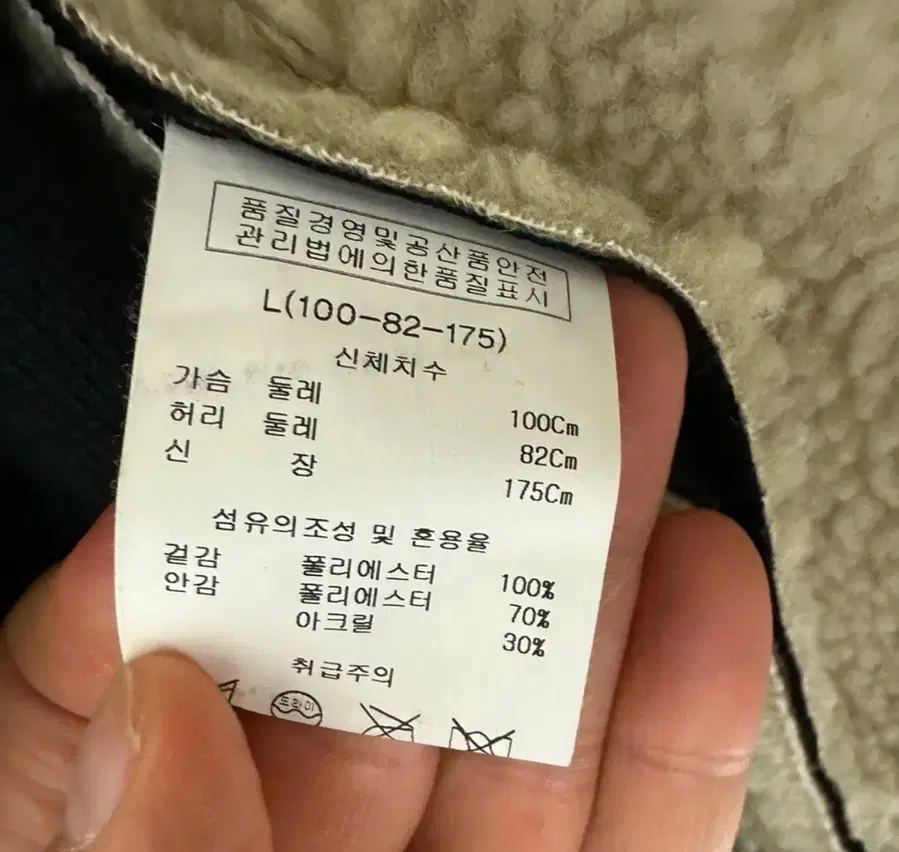 품질경영및공산품안전
관리법에의한품질표시
L(100-82-175)
신체치수
가슴 둘레 100Cm
허리 둘레 82Cm
신 장 175Cm
섬유의조성 및 혼용율
겉감 폴리에스터 100%
안감 폴리에스터 70%
아크릴 30%
취급주의
드라이